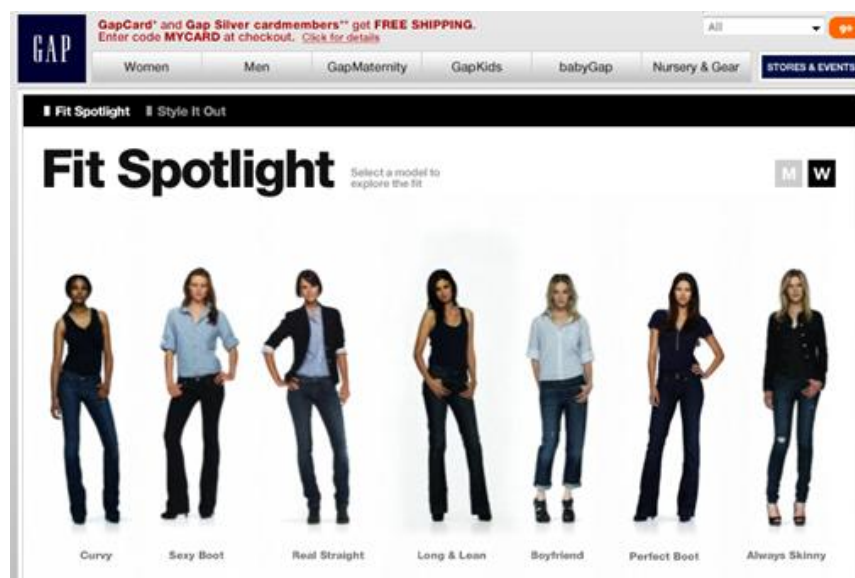 GapCard* and Gap Silver cardmembers** get FREE SHIPPING.
Enter code MYCARD at checkout. Click for details
All
go
GAP
Women Men GapMaternity GapKids babyGap Nursery & Gear STORES & EVENTS
Fit Spotlight Style It Out
Fit Spotlight
Select a model to
explore the fit
M W
Curvy Sexy Boot Real Straight Long & Lean Boyfriend Perfect Boot Always Skinny